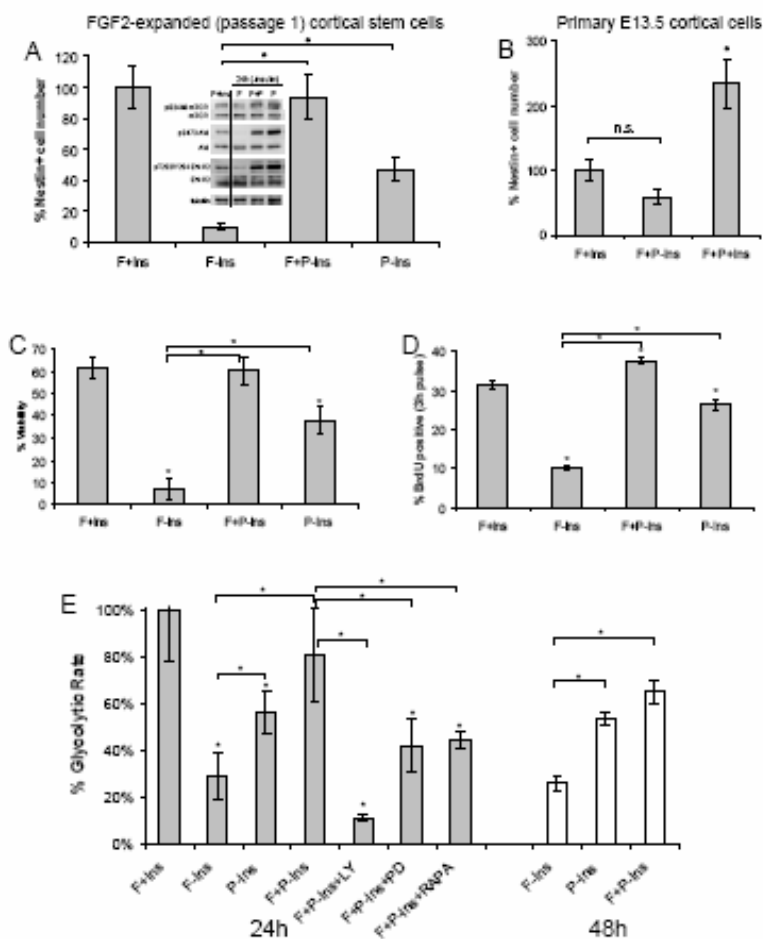 FGF2-expanded (passage 1) cortical stem cells
Primary E13.5 cortical cells
A
% Nestin+ cell number
120
100
80
60
40
20
0
*
*
F+Ins
F-Ins
F+P-Ins
P-Ins
B
% Nestin+ cell number
300
200
100
0
n.s.
*
F+Ins
F+P-Ins
F+P+Ins
C
% Viability
70
60
50
40
30
20
10
0
*
*
*
*
F+Ins
F-Ins
F+P-Ins
P-Ins
D
% BrdU positive (3h pulse)
40
30
20
10
0
*
*
*
*
*
F+Ins
F-Ins
F+P-Ins
P-Ins
E
% Glycolytic Rate
100%
80%
60%
40%
20%
0%
*
*
*
*
*
*
*
*
*
*
*
*
*
F+Ins
F-Ins
P-Ins
F+P-Ins
F+P-Ins+LY
F+P-Ins+PD
F+P-Ins+RAPA
F-Ins
P-Ins
F+P-Ins
24h
48h